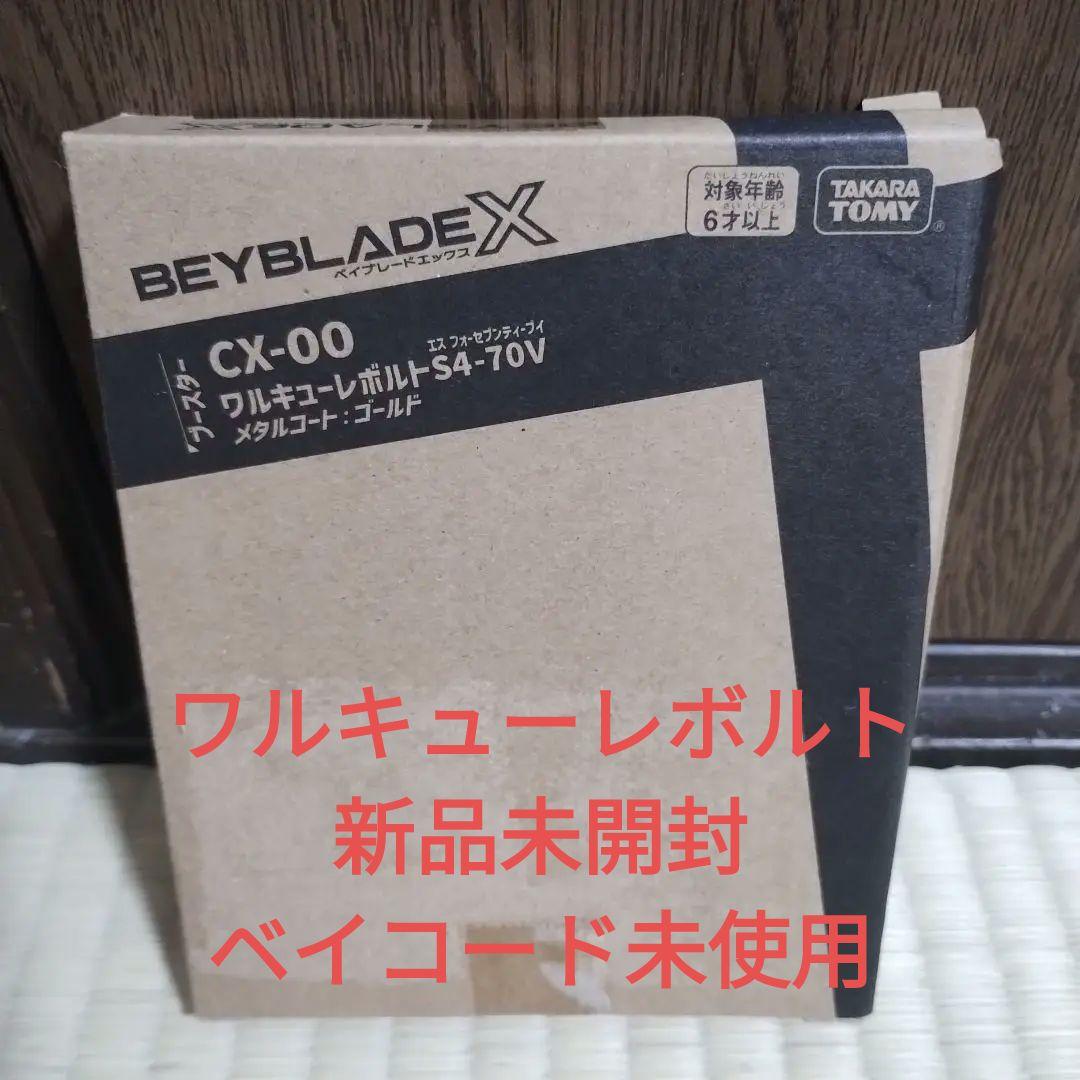 BEYBLADE X
ベイブレードエックス
たいしょうねんれい
対象年齢
さい いじょう
6才以上
TAKARA
TOMY
ブースター
CX-00
エス フォーセブンティーブイ
ワルキューレボルトS4-70V
メタルコート:ゴールド
ワルキューレボルト
新品未開封
ベイコード未使用